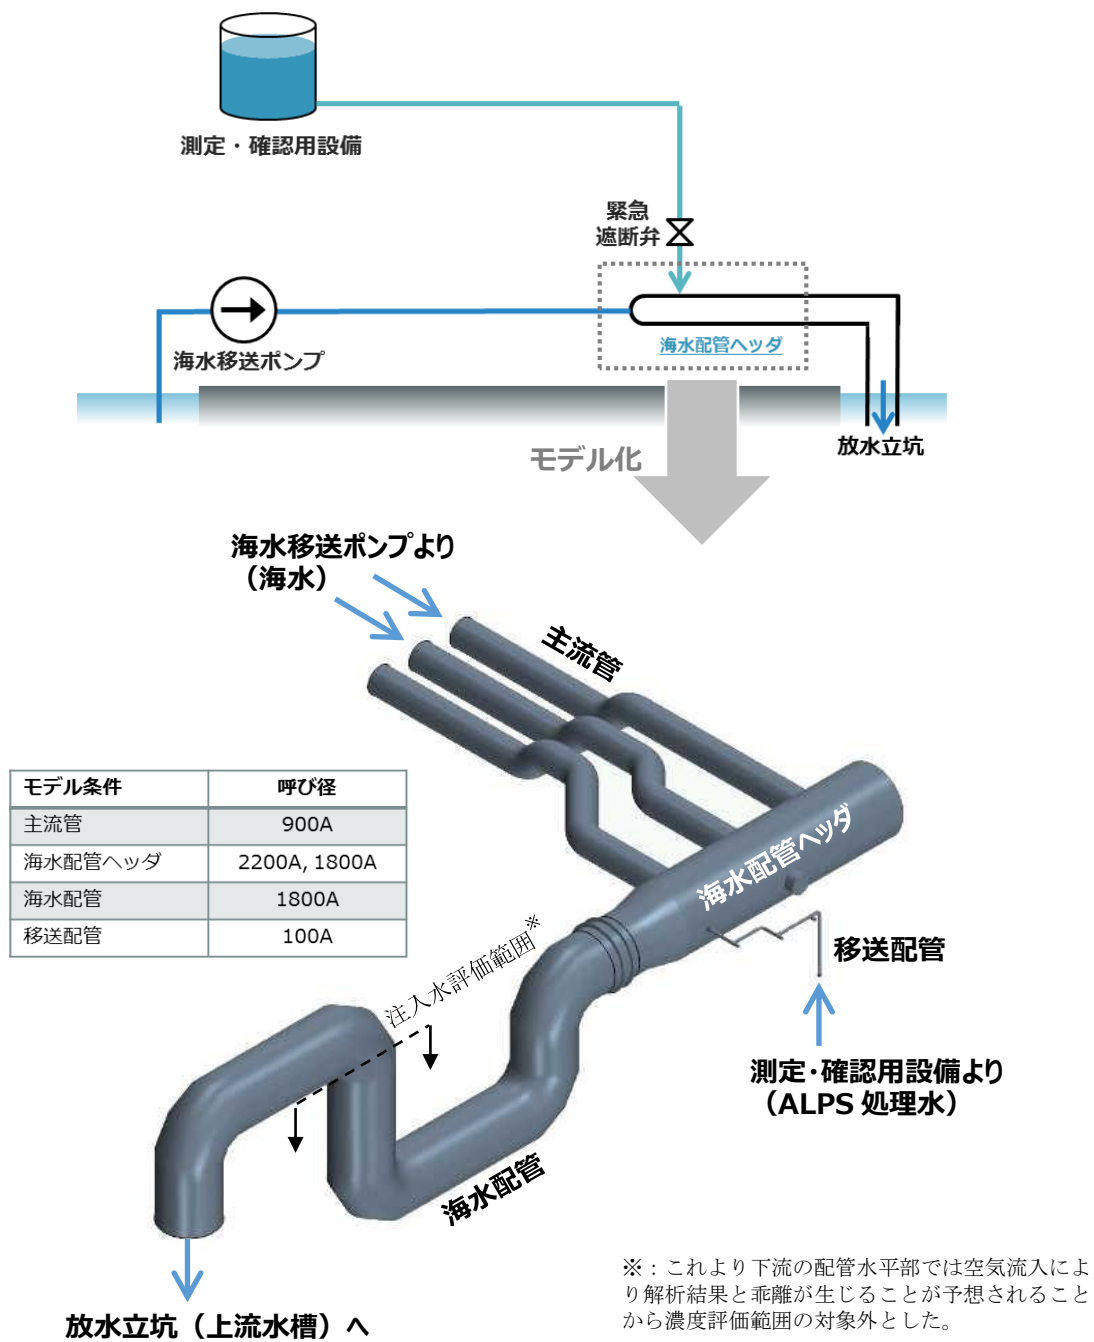 測定・確認用設備
緊急
遮断弁
海水配管ヘッダ
海水移送ポンプ
放水立坑
モデル化
海水移送ポンプより
（海水）
主流管
モデル条件 呼び径
主流管 900A
海水配管ヘッダ 2200A, 1800A
海水配管 1800A
移送配管 100A
海水配管ヘッダ
注入水評価範囲※
移送配管
測定・確認用設備より
（ALPS 処理水）
海水配管
※：これより下流の配管水平部では空気流入によ
り解析結果と乖離が生じることが予想されること
から濃度評価範囲の対象外とした。
放水立坑（上流水槽）へ